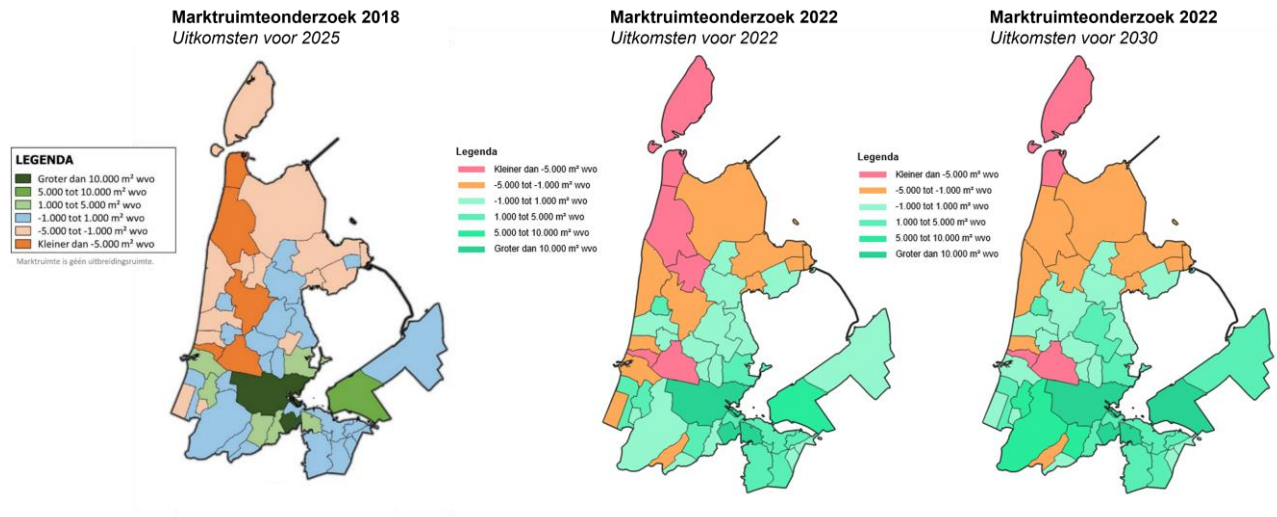 Marktruimteonderzoek 2018
Uitkomsten voor 2025
LEGENDA
Groter dan 10.000 m² wvo
5.000 tot 10.000 m² wvo
1.000 tot 5.000 m² wvo
-1.000 tot 1.000 m² wvo
-5.000 tot -1.000 m² wvo
Kleiner dan -5.000 m² wvo
Marktruimte is géén uitbreidingsruimte.
Marktruimteonderzoek 2022
Uitkomsten voor 2022
Legenda
Kleiner dan -5.000 m² wvo
-5.000 tot -1.000 m² wvo
-1.000 tot 1.000 m² wvo
1.000 tot 5.000 m² wvo
5.000 tot 10.000 m² wvo
Groter dan 10.000 m² wvo
Marktruimteonderzoek 2022
Uitkomsten voor 2030
Legenda
Kleiner dan -5.000 m² wvo
-5.000 tot -1.000 m² wvo
-1.000 tot 1.000 m² wvo
1.000 tot 5.000 m² wvo
5.000 tot 10.000 m² wvo
Groter dan 10.000 m² wvo